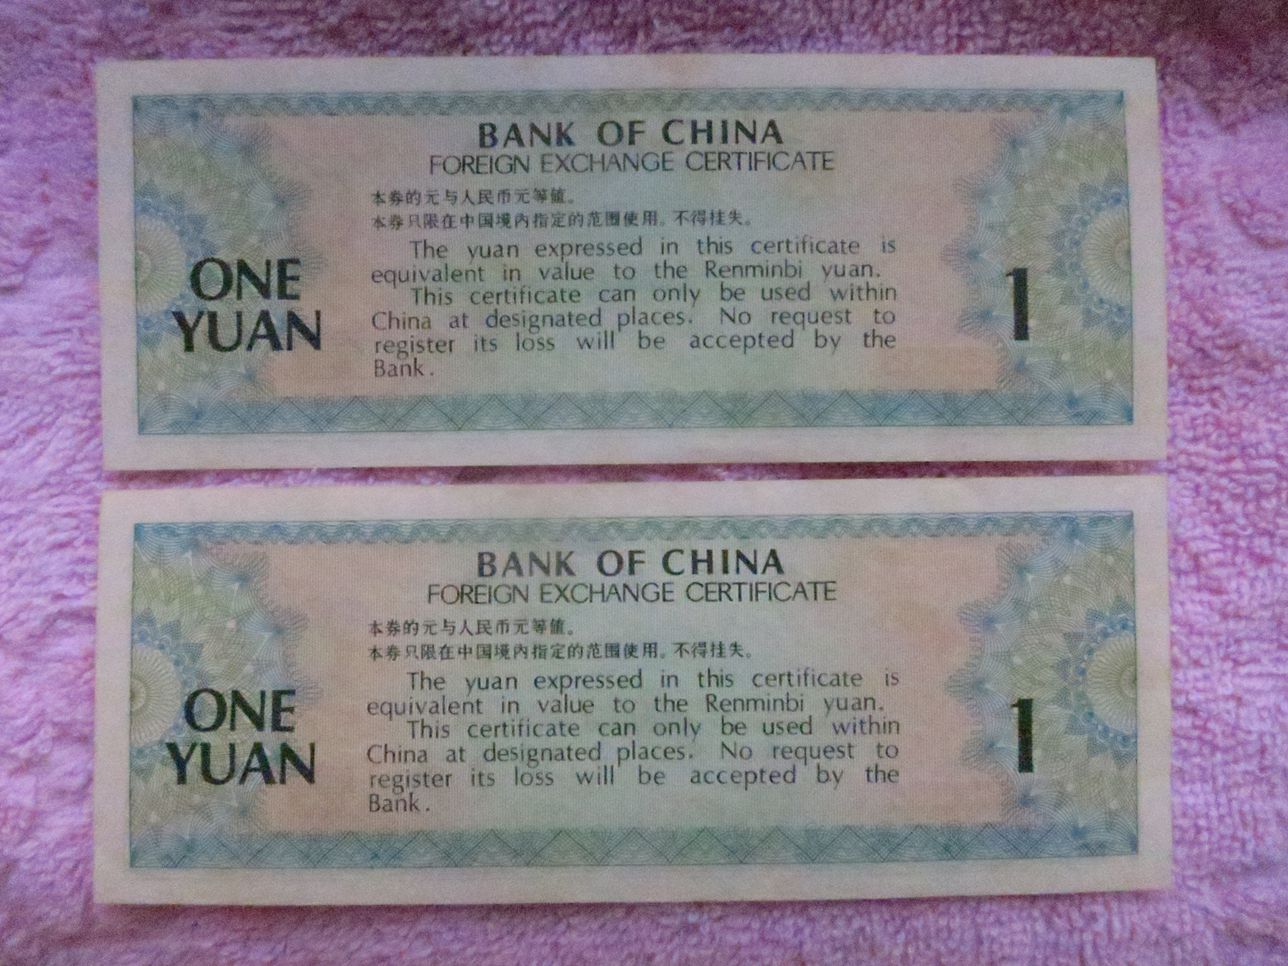 BANK OF CHINA
FOREIGN EXCHANGE CERTIFICATE
本券的元与人民币元等值。
本券只限在中国境内指定的范围使用。不得挂失。
The yuan expressed in this certificate is
equivalent in value to the Renminbi yuan.
This certificate can only be used within
China at designated places. No request to
register its loss will be accepted by the
Bank.
ONE
YUAN
1
BANK OF CHINA
FOREIGN EXCHANGE CERTIFICATE
本券的元与人民币元等值。
本券只限在中国境内指定的范围使用。不得挂失。
The yuan expressed in this certificate is
equivalent in value to the Renminbi yuan.
This certificate can only be used within
China at designated places. No request to
register its loss will be accepted by the
Bank.
ONE
YUAN
1